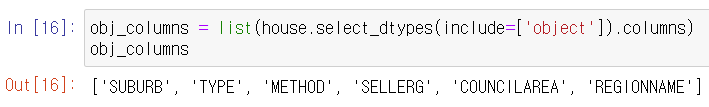 In [16]: obj_columns = list(house.select_dtypes(include=['object']).columns)
obj_columns
Out[16]: ['SUBURB', 'TYPE', 'METHOD', 'SELLERG', 'COUNCILAREA', 'REGIONNAME']